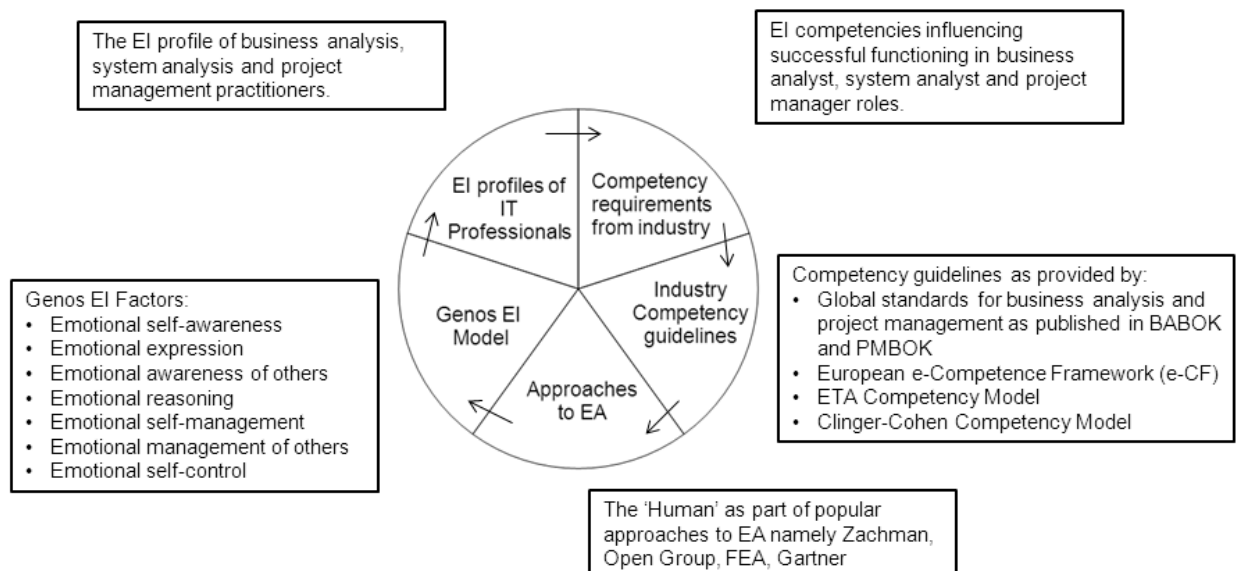 The EI profile of business analysis,
system analysis and project
management practitioners.
EI competencies influencing
successful functioning in business
analyst, system analyst and project
manager roles.
EI profiles of
IT
Professionals
Competency
requirements
from industry
Genos EI
Model
Industry
Competency
guidelines
Approaches
to EA
Genos EI Factors:
• Emotional self-awareness
• Emotional expression
• Emotional awareness of others
• Emotional reasoning
• Emotional self-management
• Emotional management of others
• Emotional self-control
Competency guidelines as provided by:
• Global standards for business analysis and
project management as published in BABOK
and PMBOK
• European e-Competence Framework (e-CF)
• ETA Competency Model
• Clinger-Cohen Competency Model
The ‘Human’ as part of popular
approaches to EA namely Zachman,
Open Group, FEA, Gartner